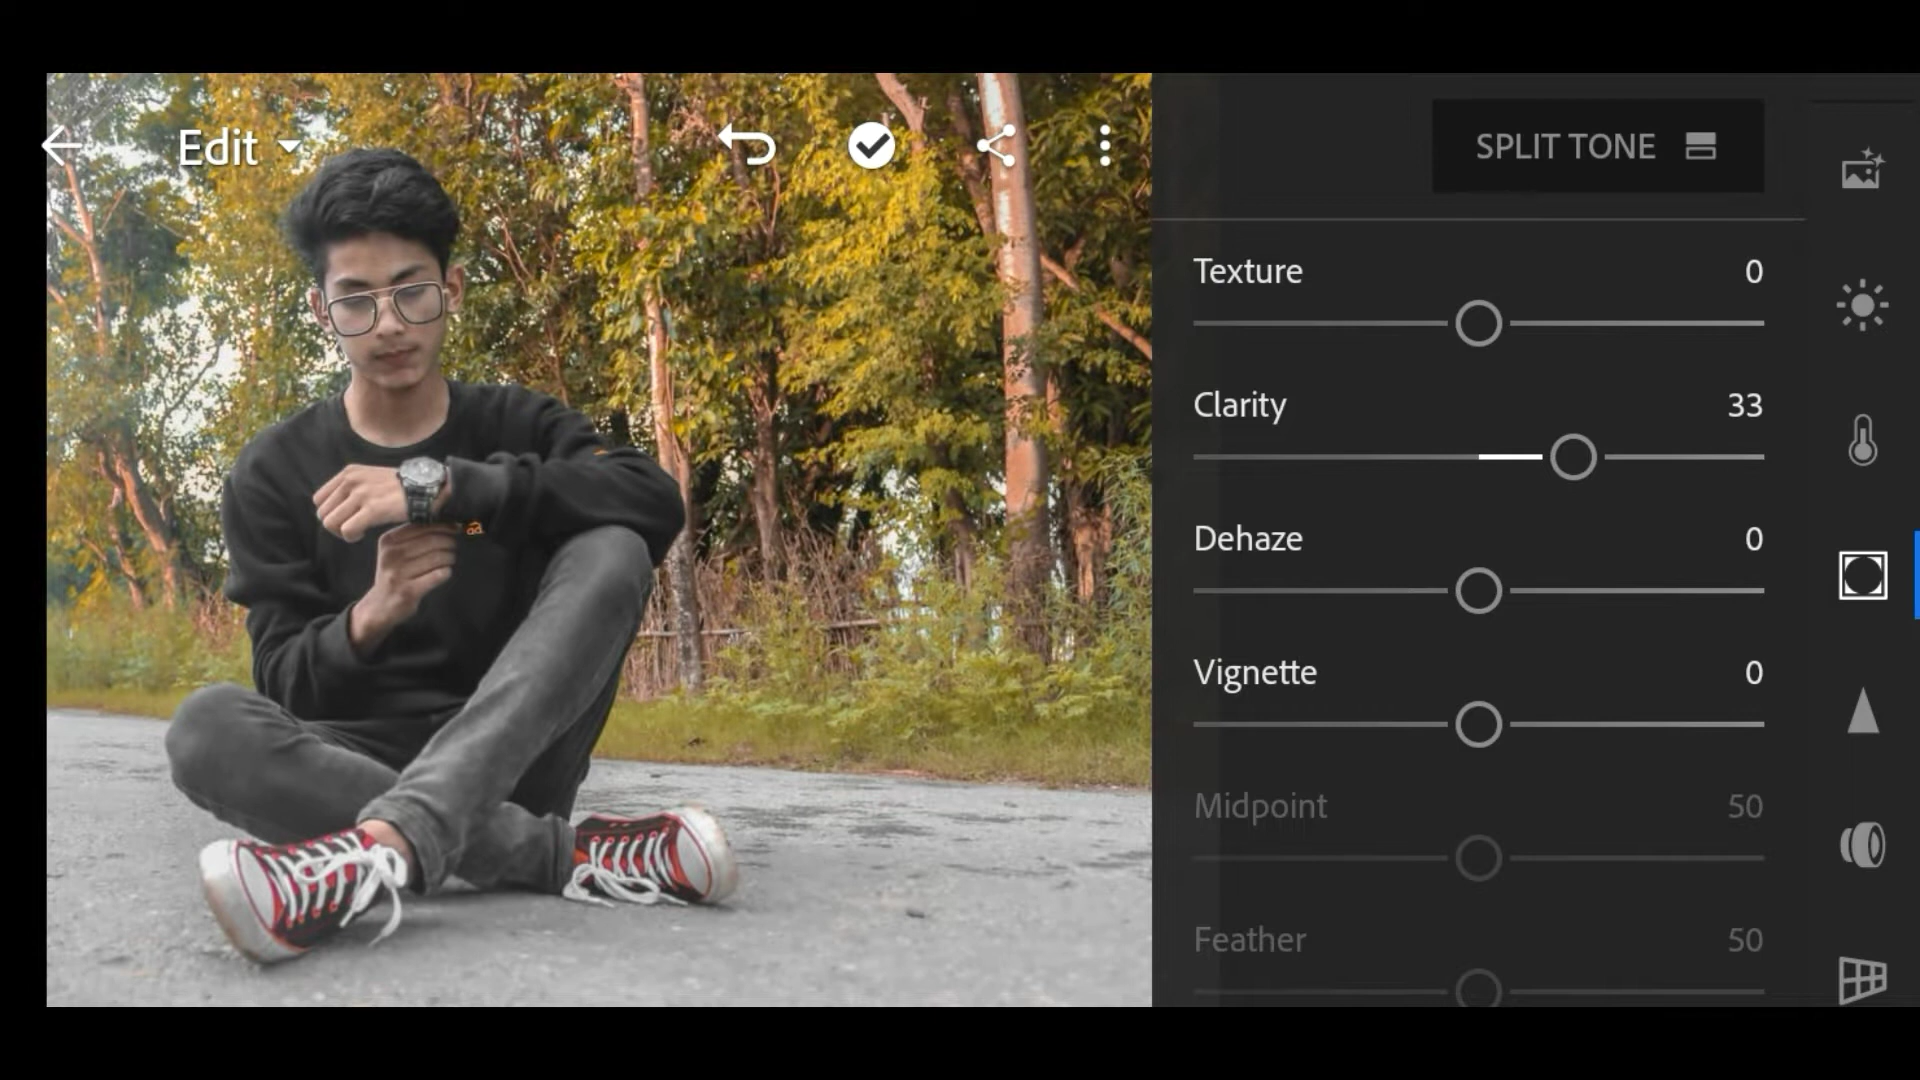 Edit
SPLIT TONE
Texture 0
Clarity 33
Dehaze 0
Vignette 0
Midpoint 50
Feather 50